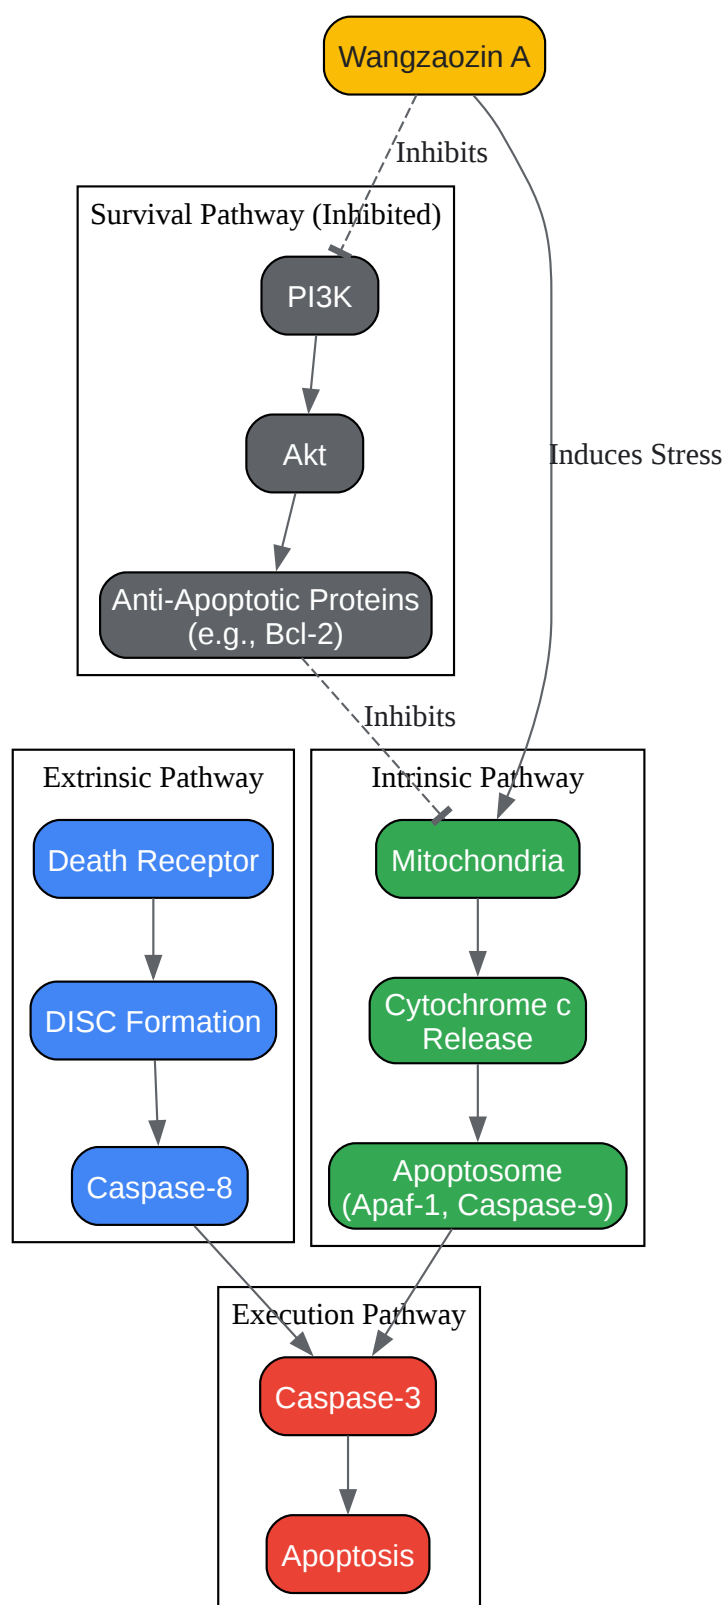 Wangzaozin A
Inhibits
Survival Pathway (Inhibited)
PI3K
Akt
Induces Stress
Anti-Apoptotic Proteins
(e.g., Bcl-2)
Inhibits
Extrinsic Pathway
Death Receptor
DISC Formation
Caspase-8
Intrinsic Pathway
Mitochondria
Cytochrome c
Release
Apoptosome
(Apaf-1, Caspase-9)
Execution Pathway
Caspase-3
Apoptosis